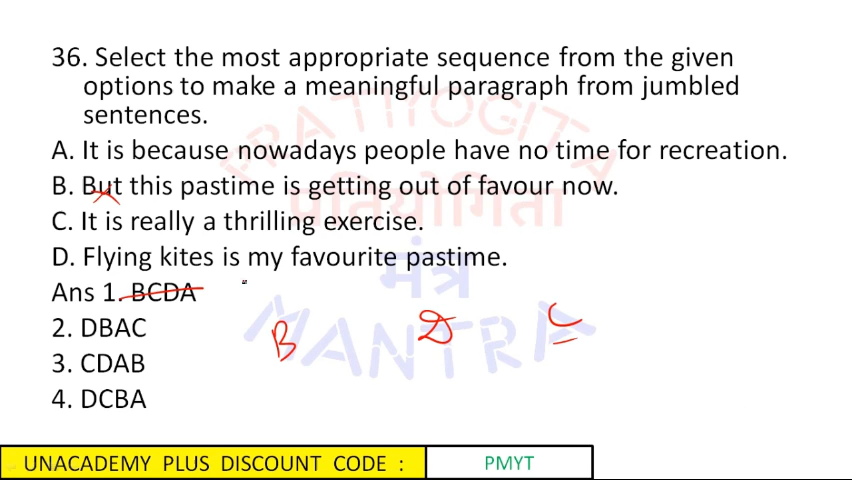 36. Select the most appropriate sequence from the given
options to make a meaningful paragraph from jumbled
sentences.
A. It is because nowadays people have no time for recreation.
B. But this pastime is getting out of favour now.
C. It is really a thrilling exercise.
D. Flying kites is my favourite pastime.
Ans 1. BCDA
2. DBAC
3. CDAB
4. DCBA
B D C
PRATIYOGITA
प्रतियोगिता
मंत्र
MANTRA
UNACADEMY PLUS DISCOUNT CODE : PMYT